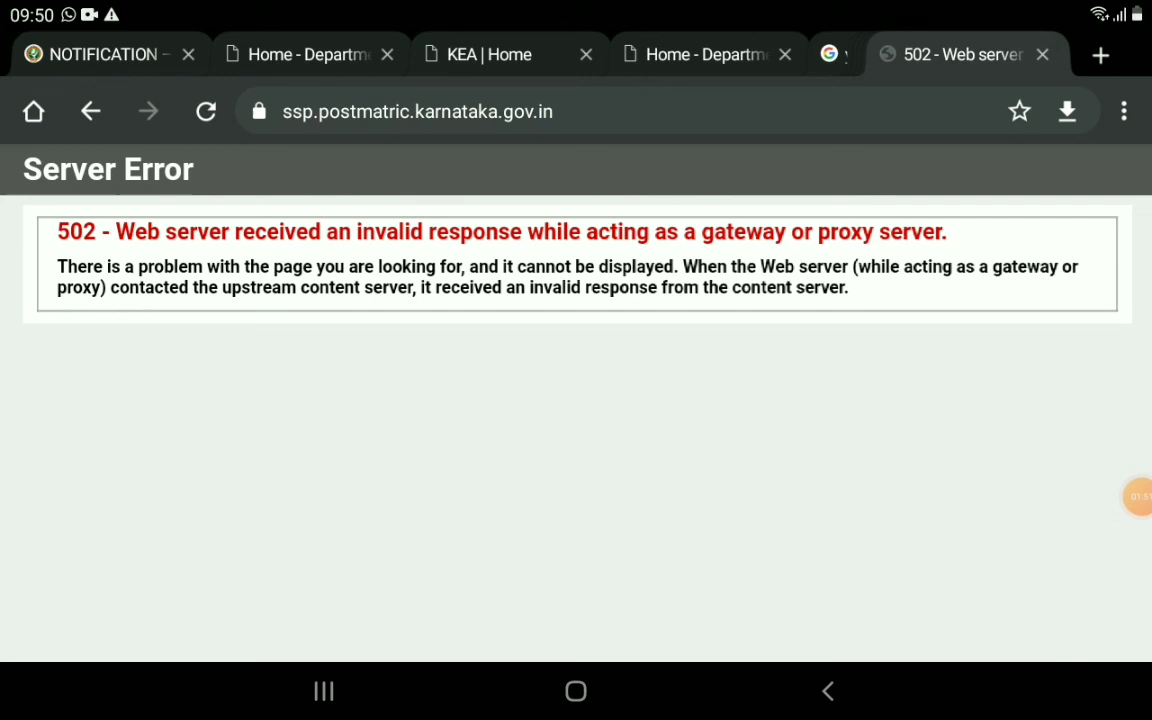 09:50
NOTIFICATION -
Home - Departm
KEA | Home
Home - Departm
502 - Web server
ssp.postmatric.karnataka.gov.in
Server Error
502 - Web server received an invalid response while acting as a gateway or proxy server.
There is a problem with the page you are looking for, and it cannot be displayed. When the Web server (while acting as a gateway or
proxy) contacted the upstream content server, it received an invalid response from the content server.
01:51